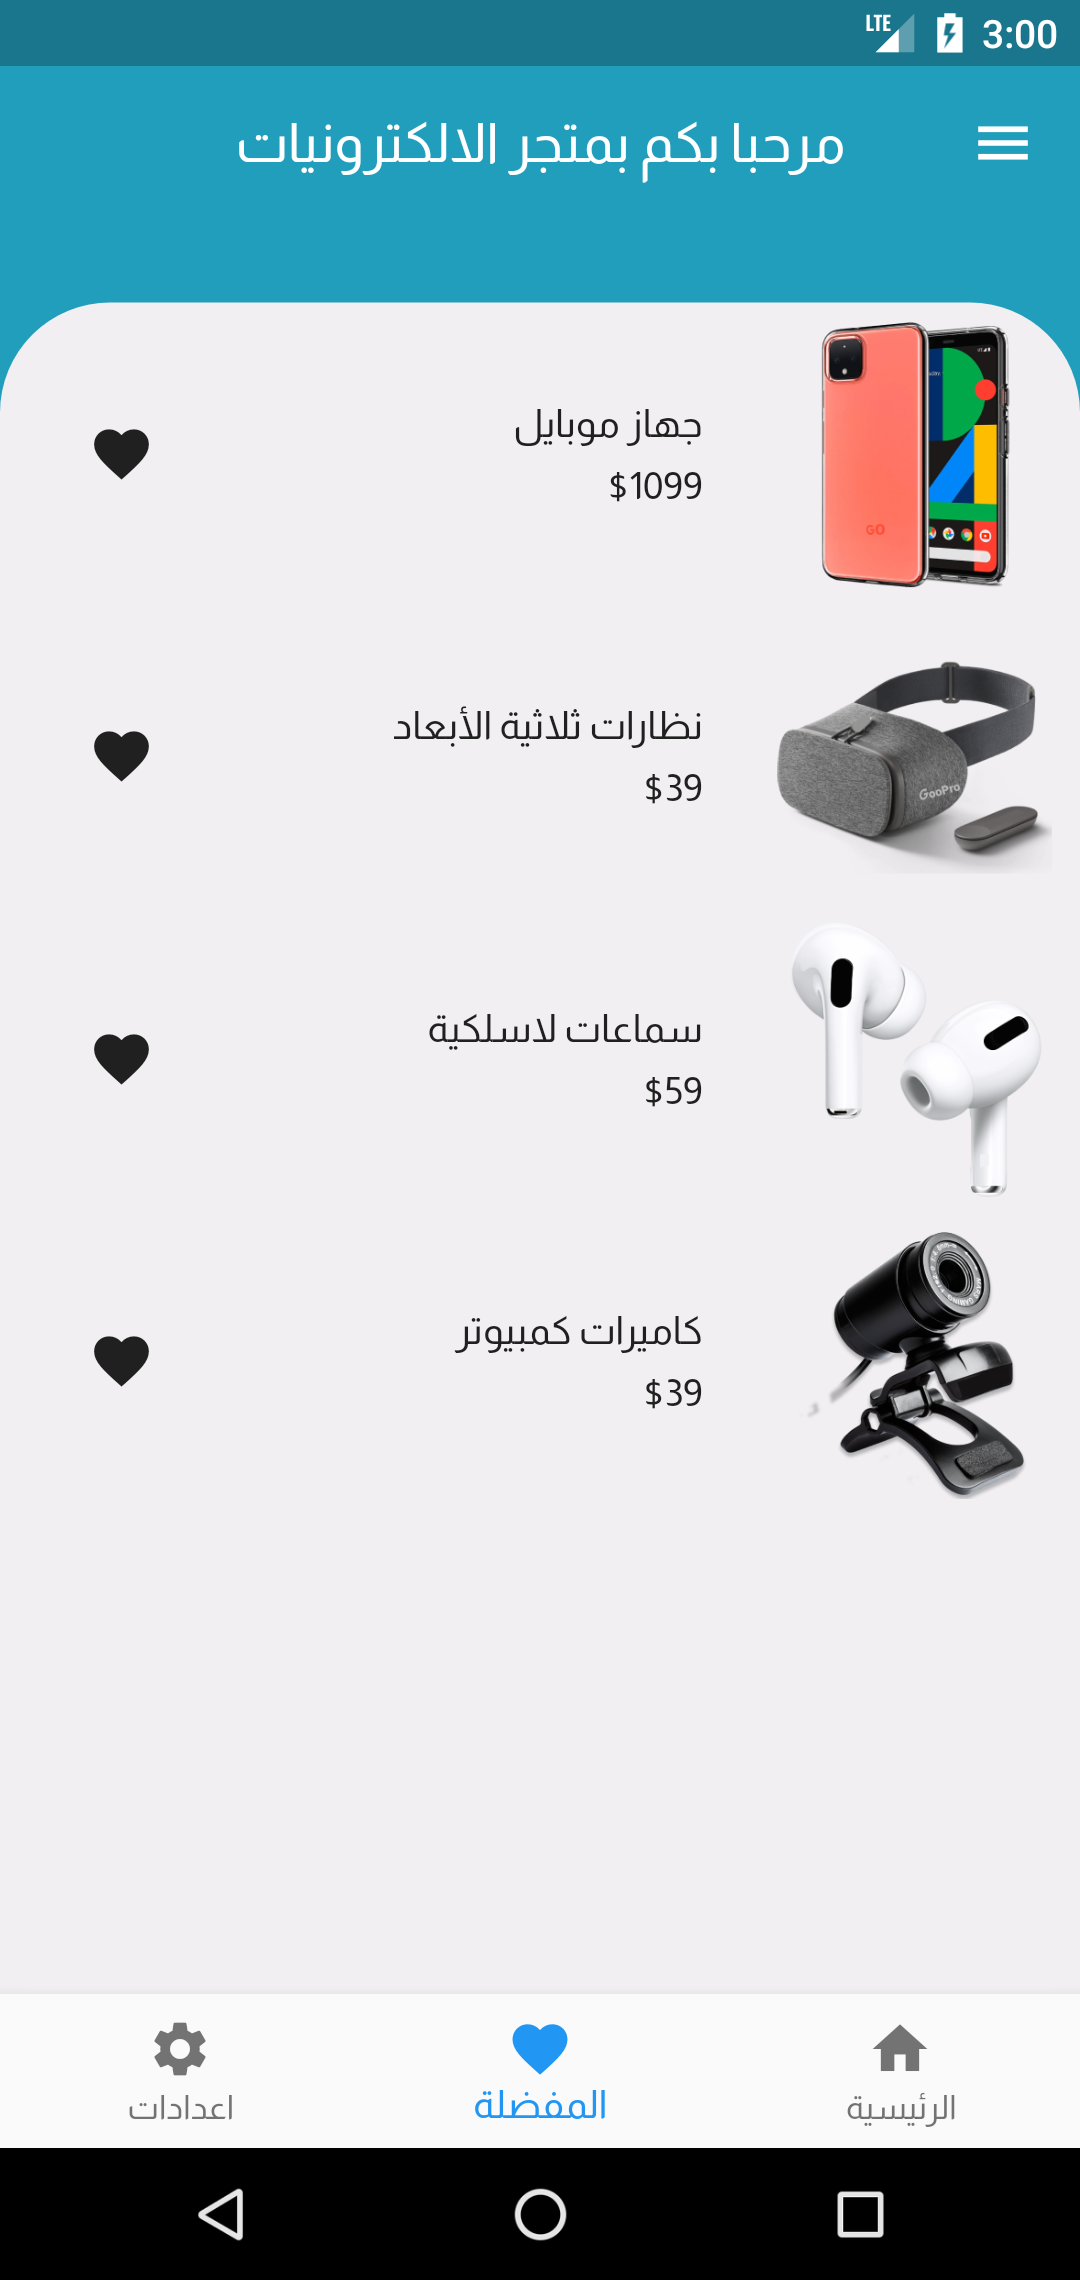 LTE 3:00
مرحبا بكم بمتجر الالكترونيات
جهاز موبايل
1099$
GO
نظارات ثلاثية الأبعاد
39$
GooPro
سماعات لاسلكية
59$
كاميرات كمبيوتر
39$
الرئيسية
المفضلة
اعدادات